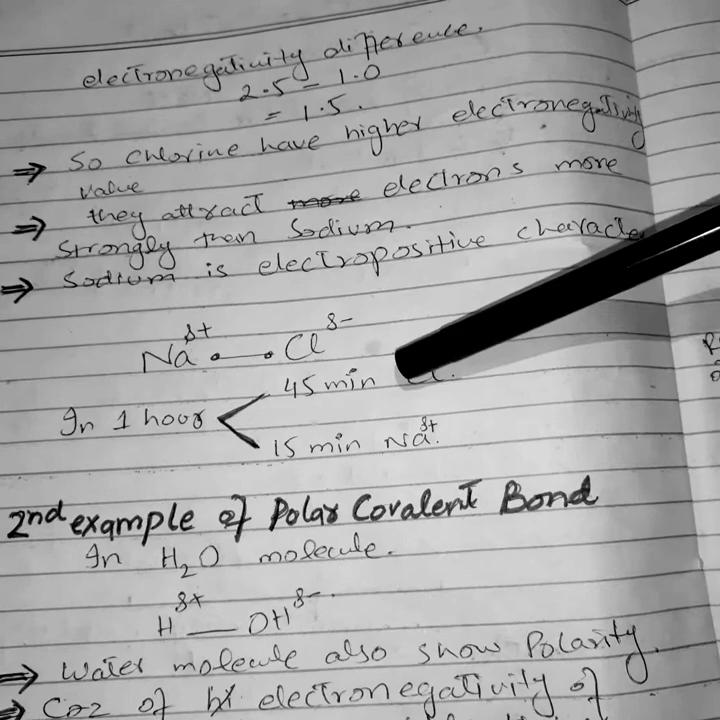 electronegativity difference.
2.5 - 1.0
= 1.5.
⇒ So chlorine have higher electronegativity
value
⇒ they attract more electron's more
strongly than Sodium.
⇒ Sodium is electropositive character
Na δ+ •—• Cl δ-
45 min Cl.
In 1 hour
15 min Na δ+.
2nd example of Polar Covalent Bond
In H₂O molecule.
H δ+ — OH δ-.
⇒ Water molecule also show Polarity.
⇒ Coz of electronegativity of